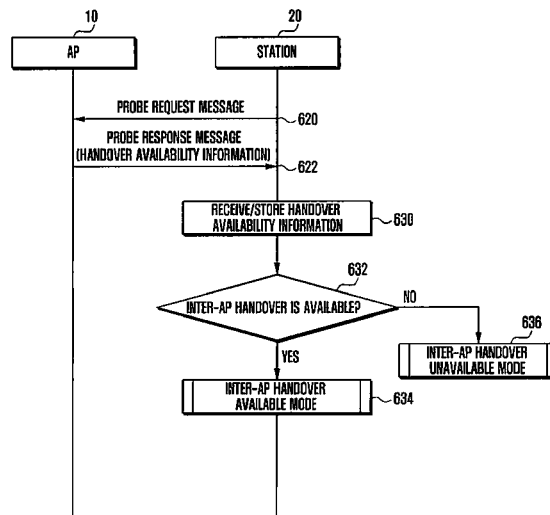 10
20
AP
STATION
PROBE REQUEST MESSAGE
620
PROBE RESPONSE MESSAGE
(HANDOVER AVAILABILITY INFORMATION)
622
RECEIVE/STORE HANDOVER
AVAILABILITY INFORMATION
630
632
INTER-AP HANDOVER IS AVAILABLE?
NO
636
INTER-AP HANDOVER
UNAVAILABLE MODE
YES
INTER-AP HANDOVER
AVAILABLE MODE
634